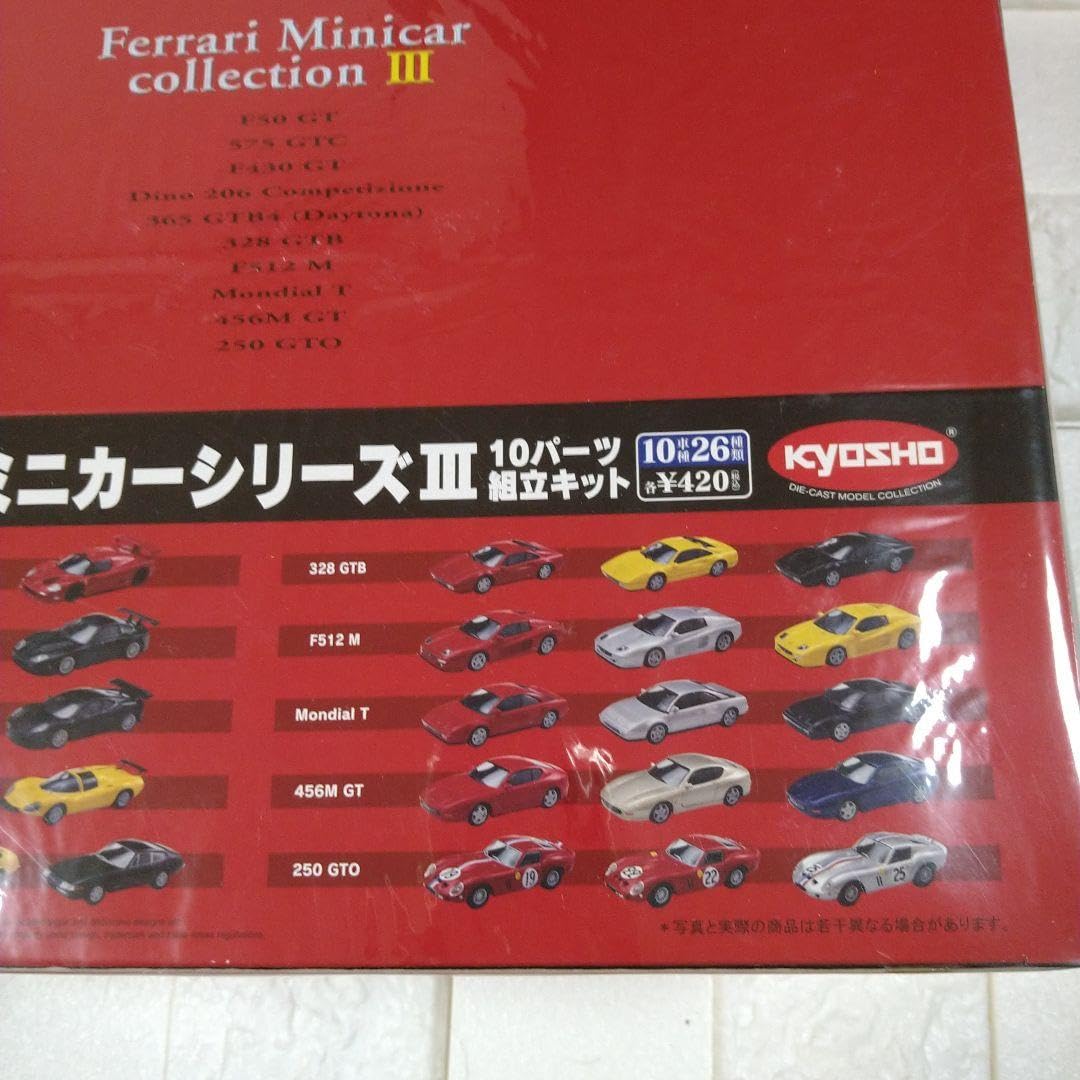 Ferrari Minicar
collection III
F50 GT
575 GTC
F430 GT
Dino 206 Competizione
365 GTB4 (Daytona)
328 GTB
F512 M
Mondial T
456M GT
250 GTO
ミニカーシリーズIII
10パーツ
組立キット
10車種26種類
各¥420(税込)
KYOSHO®
DIE-CAST MODEL COLLECTION
328 GTB
F512 M
Mondial T
456M GT
250 GTO
19
22
25
*写真と実際の商品は若干異なる場合があります。